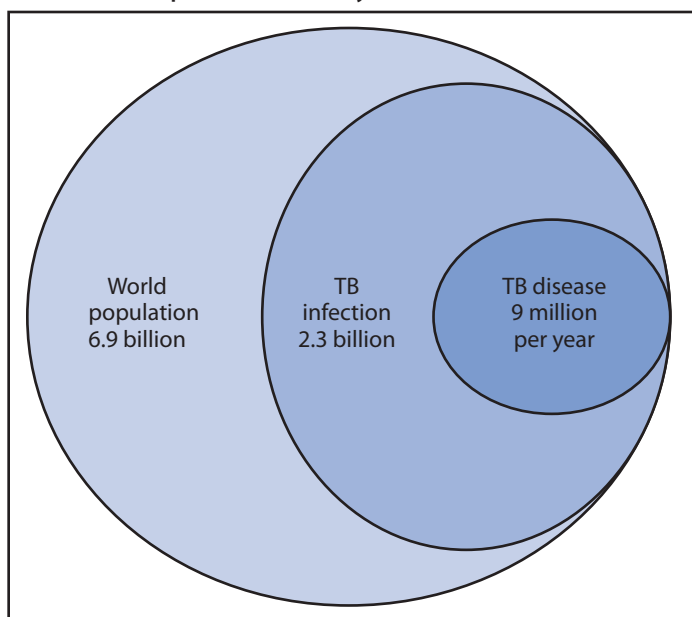 World
population
6.9 billion
TB
infection
2.3 billion
TB disease
9 million
per year